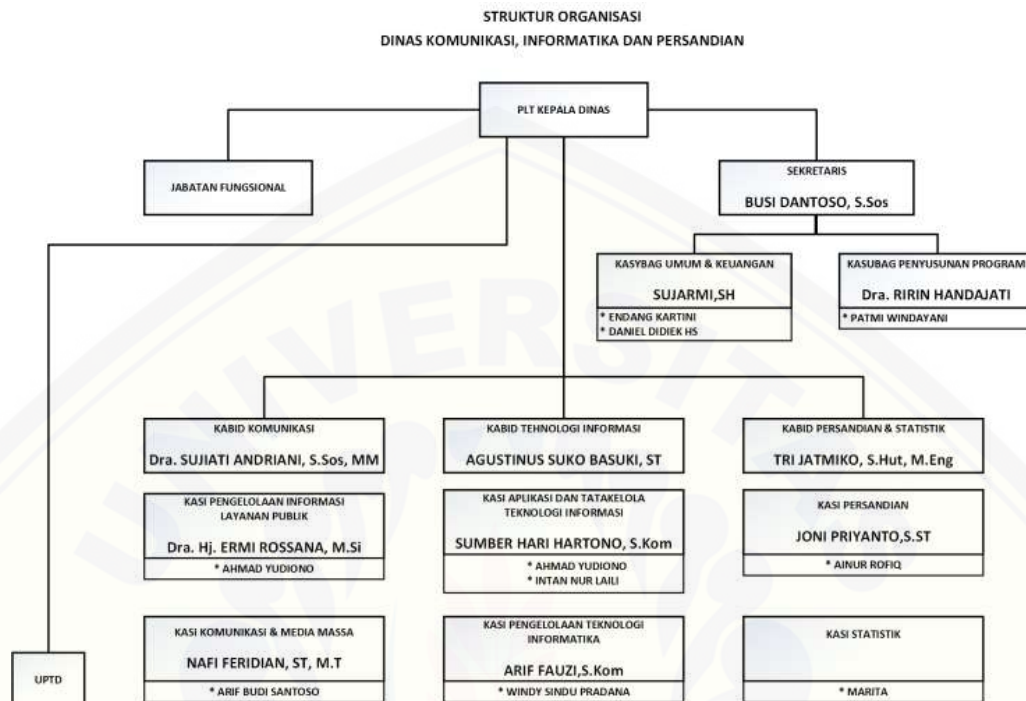 STRUKTUR ORGANISASI
DINAS KOMUNIKASI, INFORMATIKA DAN PERSANDIAN
PLT KEPALA DINAS
JABATAN FUNGSIONAL
SEKRETARIS
BUSI DANTOSO, S.Sos
KASYBAG UMUM & KEUANGAN
SUJARMI,SH
* ENDANG KARTINI
* DANIEL DIDIEK HS
KASUBAG PENYUSUNAN PROGRAM
Dra. RIRIN HANDAJATI
* PATMI WINDAYANI
KABID KOMUNIKASI
Dra. SUJIATI ANDRIANI, S.Sos, MM
KABID TEHNOLOGI INFORMASI
AGUSTINUS SUKO BASUKI, ST
KABID PERSANDIAN & STATISTIK
TRI JATMIKO, S.Hut, M.Eng
KASI PENGELOLAAN INFORMASI
LAYANAN PUBLIK
Dra. Hj. ERMI ROSSANA, M.Si
* AHMAD YUDIONO
KASI APLIKASI DAN TATAKELOLA
TEKNOLOGI INFORMASI
SUMBER HARI HARTONO, S.Kom
* AHMAD YUDIONO
* INTAN NUR LAILI
KASI PERSANDIAN
JONI PRIYANTO,S.ST
* AINUR ROFIQ
KASI KOMUNIKASI & MEDIA MASSA
NAFI FERIDIAN, ST, M.T
* ARIF BUDI SANTOSO
KASI PENGELOLAAN TEKNOLOGI
INFORMATIKA
ARIF FAUZI,S.Kom
* WINDY SINDU PRADANA
KASI STATISTIK
* MARITA
UPTD
UNIVERSITAS